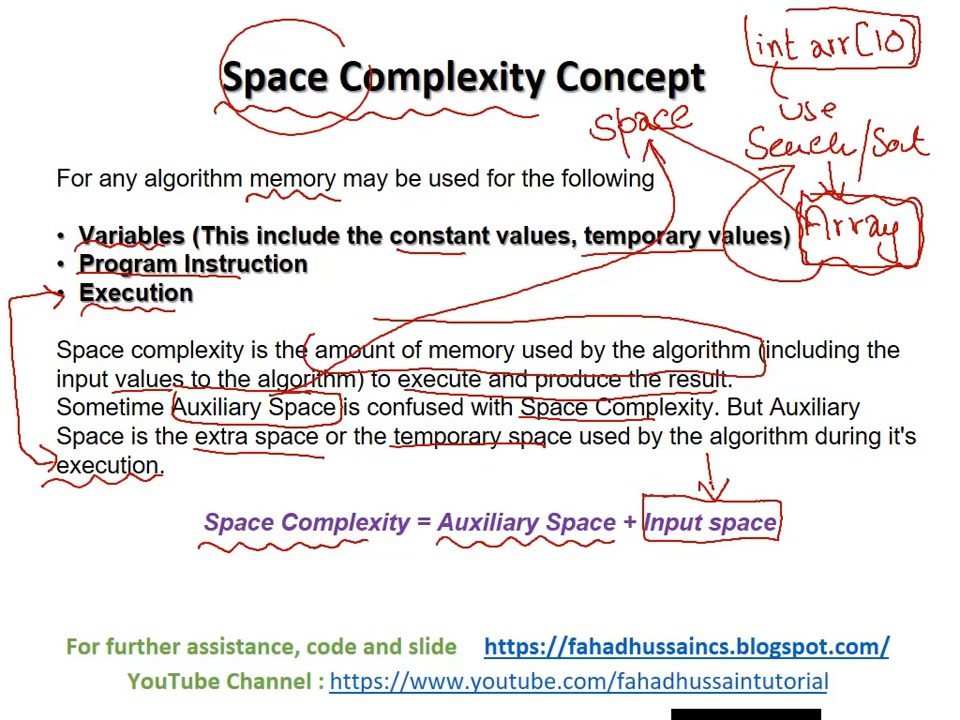 int arr[10]
Space Complexity Concept
use
space
Search/Sort
For any algorithm memory may be used for the following
Array
• Variables (This include the constant values, temporary values)
• Program Instruction
• Execution
Space complexity is the amount of memory used by the algorithm (including the
input values to the algorithm) to execute and produce the result.
Sometime Auxiliary Space is confused with Space Complexity. But Auxiliary
Space is the extra space or the temporary space used by the algorithm during it's
execution.
Space Complexity = Auxiliary Space + Input space
For further assistance, code and slide https://fahadhussaincs.blogspot.com/
YouTube Channel : https://www.youtube.com/fahadhussaintutorial